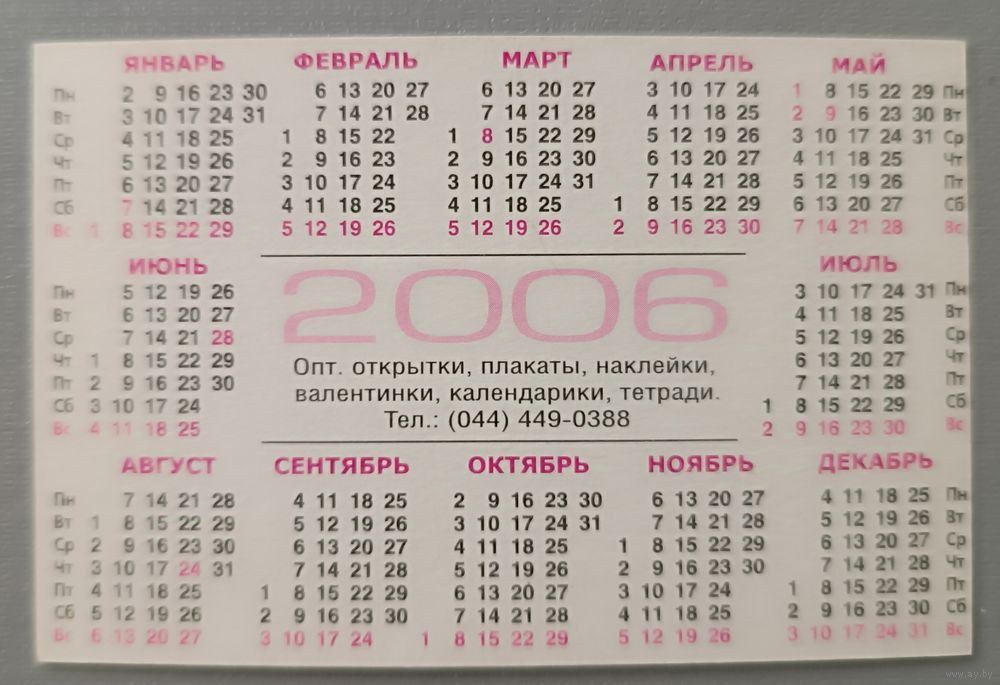 ЯНВАРЬ ФЕВРАЛЬ МАРТ АПРЕЛЬ МАЙ
Пн 2 9 16 23 30 6 13 20 27 6 13 20 27 3 10 17 24 1 8 15 22 29 Пн
Вт 3 10 17 24 31 7 14 21 28 7 14 21 28 4 11 18 25 2 9 16 23 30 Вт
Ср 4 11 18 25 1 8 15 22 1 8 15 22 29 5 12 19 26 3 10 17 24 31 Ср
Чт 5 12 19 26 2 9 16 23 2 9 16 23 30 6 13 20 27 4 11 18 25 Чт
Пт 6 13 20 27 3 10 17 24 3 10 17 24 31 7 14 21 28 5 12 19 26 Пт
Сб 7 14 21 28 4 11 18 25 4 11 18 25 1 8 15 22 29 6 13 20 27 Сб
Вс 1 8 15 22 29 5 12 19 26 5 12 19 26 2 9 16 23 30 7 14 21 28 Вс
ИЮНЬ
Пн 5 12 19 26
Вт 6 13 20 27
Ср 7 14 21 28
Чт 1 8 15 22 29
Пт 2 9 16 23 30
Сб 3 10 17 24
Вс 4 11 18 25
2006
Опт. открытки, плакаты, наклейки,
валентинки, календарики, тетради.
Тел.: (044) 449-0388
ИЮЛЬ
3 10 17 24 31 Пн
4 11 18 25 Вт
5 12 19 26 Ср
6 13 20 27 Чт
7 14 21 28 Пт
1 8 15 22 29 Сб
2 9 16 23 30 Вс
АВГУСТ СЕНТЯБРЬ ОКТЯБРЬ НОЯБРЬ ДЕКАБРЬ
Пн 7 14 21 28 4 11 18 25 2 9 16 23 30 6 13 20 27 4 11 18 25 Пн
Вт 1 8 15 22 29 5 12 19 26 3 10 17 24 31 7 14 21 28 5 12 19 26 Вт
Ср 2 9 16 23 30 6 13 20 27 4 11 18 25 1 8 15 22 29 6 13 20 27 Ср
Чт 3 10 17 24 31 7 14 21 28 5 12 19 26 2 9 16 23 30 7 14 21 28 Чт
Пт 4 11 18 25 1 8 15 22 29 6 13 20 27 3 10 17 24 1 8 15 22 29 Пт
Сб 5 12 19 26 2 9 16 23 30 7 14 21 28 4 11 18 25 2 9 16 23 30 Сб
Вс 6 13 20 27 3 10 17 24 1 8 15 22 29 5 12 19 26 3 10 17 24 31 Вс
www.ay.by